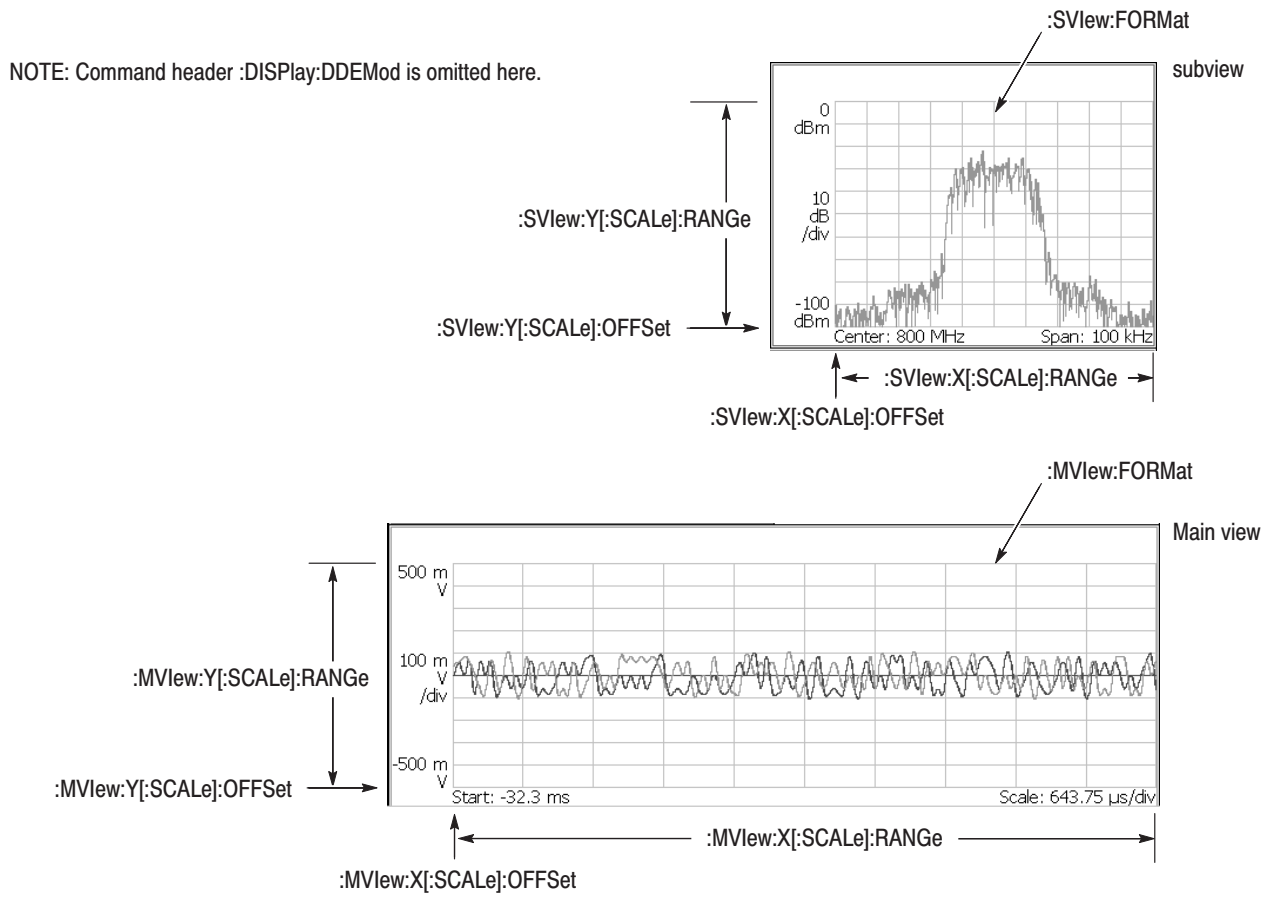 :SVIew:FORMat
NOTE: Command header :DISPlay:DDEMod is omitted here.
subview
0
dBm
10
dB
/div
-100
dBm
Center: 800 MHz
Span: 100 kHz
:SVIew:Y[:SCALe]:RANGe
:SVIew:Y[:SCALe]:OFFSet
:SVIew:X[:SCALe]:RANGe
:SVIew:X[:SCALe]:OFFSet
:MVIew:FORMat
Main view
500 m
V
100 m
V
/div
-500 m
V
Start: -32.3 ms
Scale: 643.75 µs/div
:MVIew:Y[:SCALe]:RANGe
:MVIew:Y[:SCALe]:OFFSet
:MVIew:X[:SCALe]:RANGe
:MVIew:X[:SCALe]:OFFSet